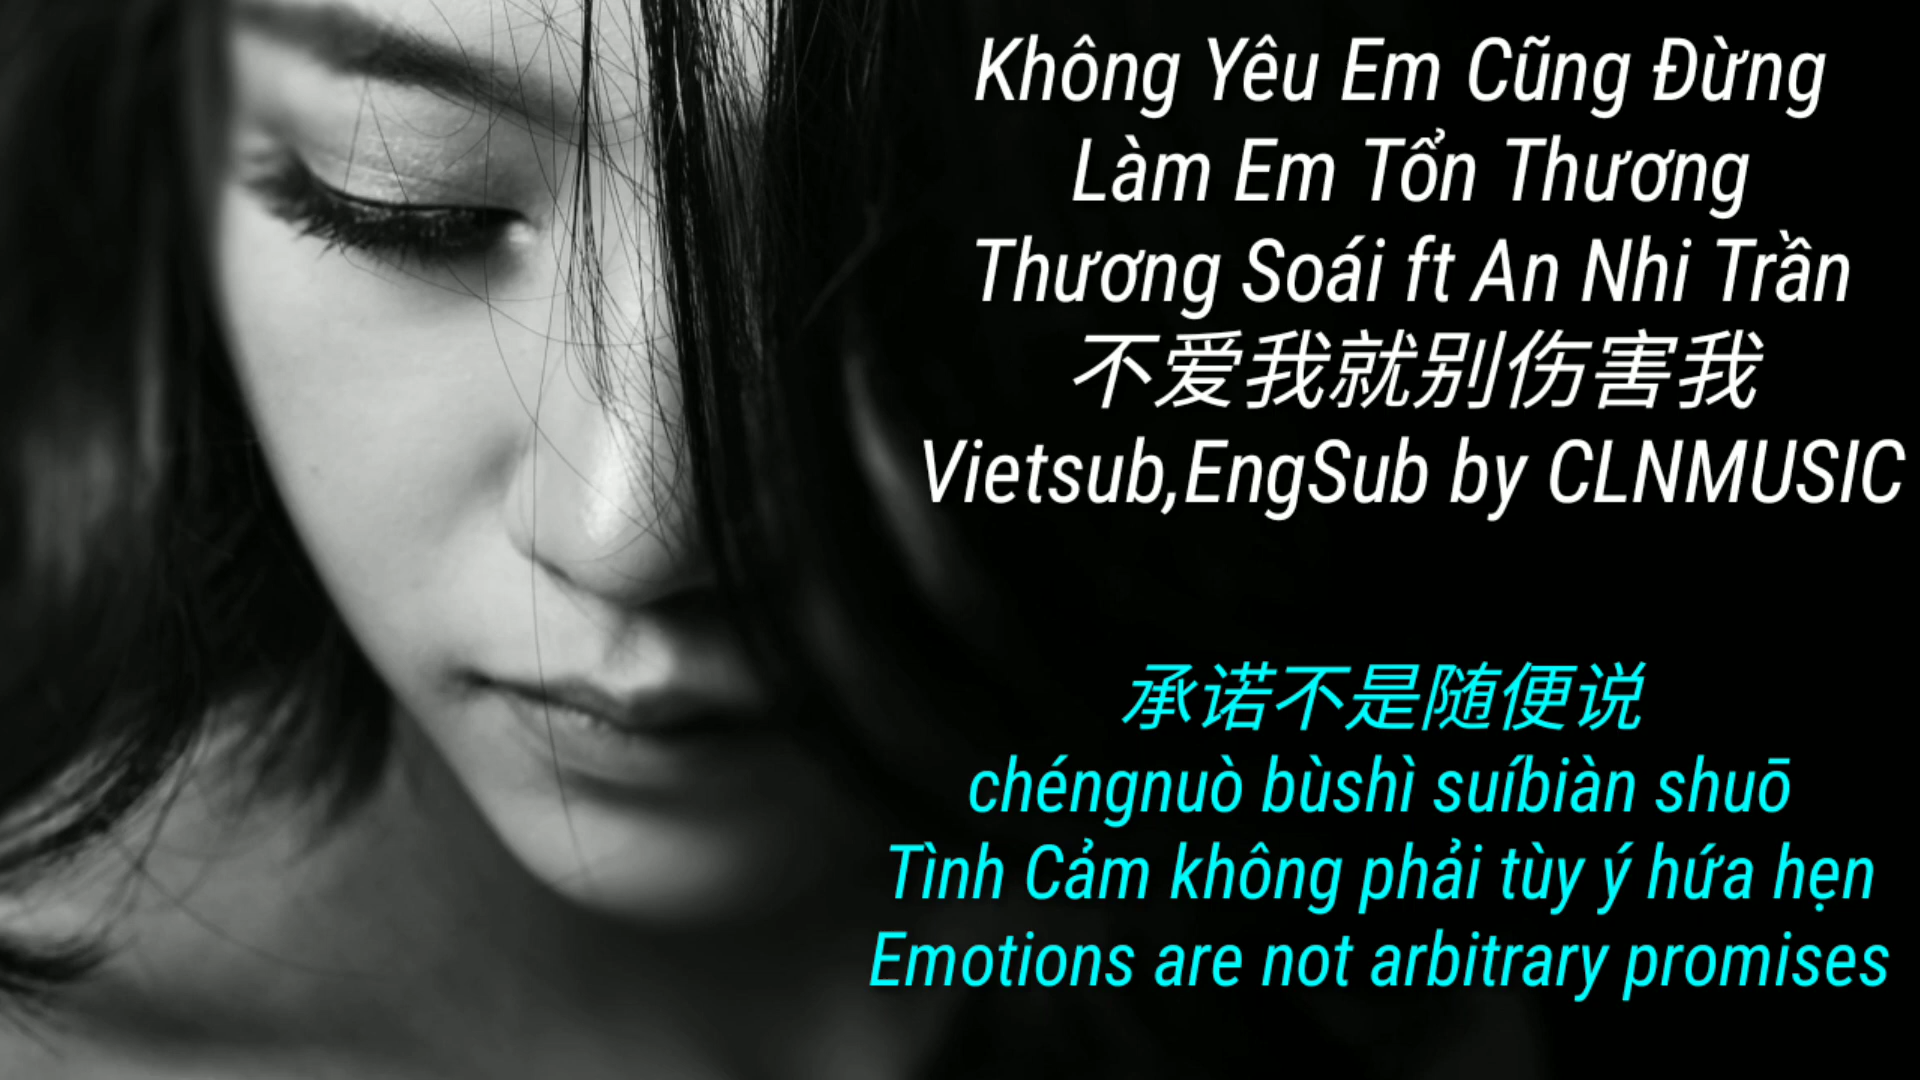 Không Yêu Em Cũng Đừng
Làm Em Tổn Thương
Thương Soái ft An Nhi Trần
不爱我就别伤害我
Vietsub,EngSub by CLNMUSIC
承诺不是随便说
chéngnuò bùshì suíbiàn shuō
Tình Cảm không phải tùy ý hứa hẹn
Emotions are not arbitrary promises